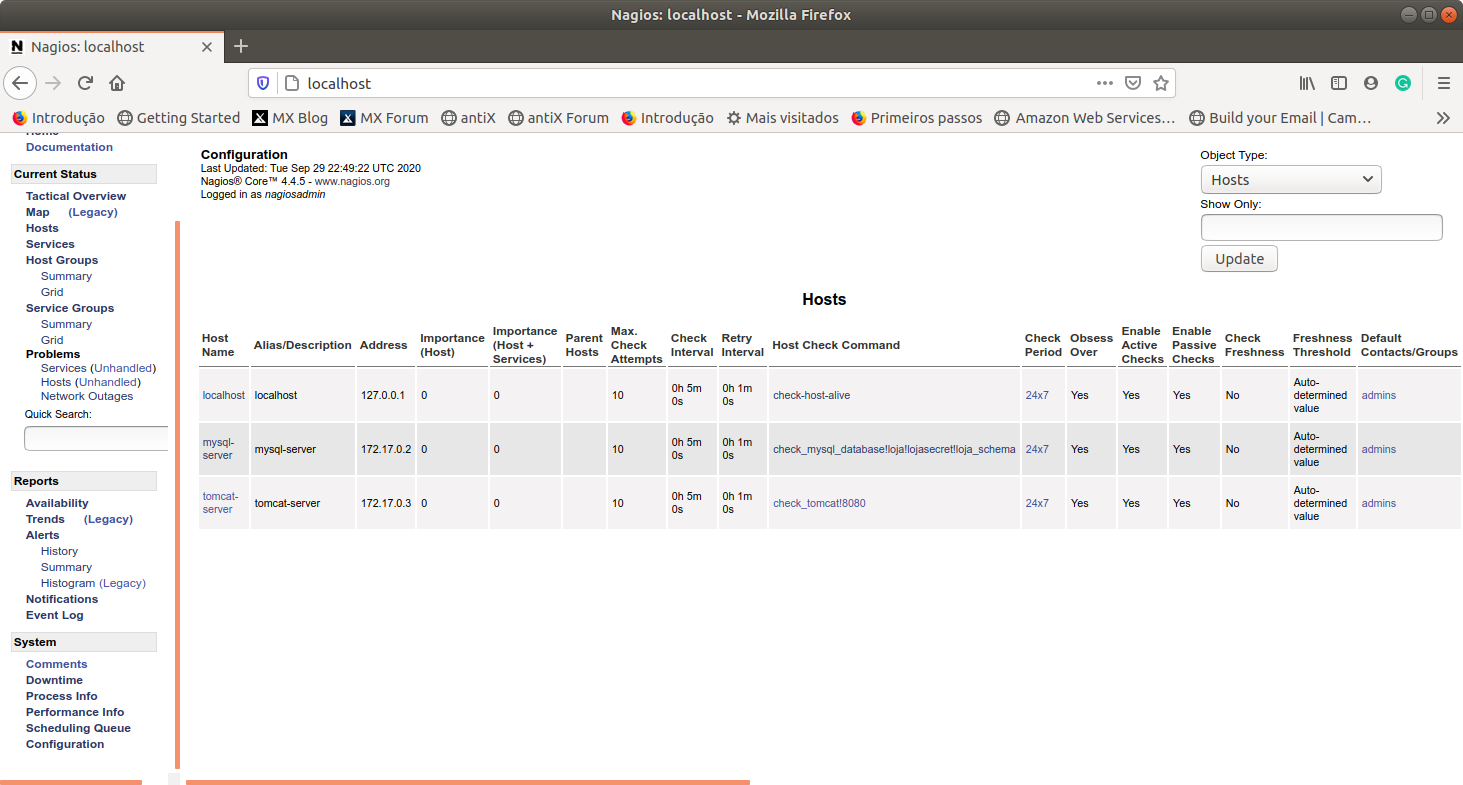 Nagios: localhost - Mozilla Firefox
Nagios: localhost
localhost
Introdução Getting Started MX Blog MX Forum antiX antiX Forum Introdução Mais visitados Primeiros passos Amazon Web Services… Build your Email | Cam…
Home
Documentation
Current Status
Tactical Overview
Map (Legacy)
Hosts
Services
Host Groups
Summary
Grid
Service Groups
Summary
Grid
Problems
Services (Unhandled)
Hosts (Unhandled)
Network Outages
Quick Search:
Reports
Availability
Trends (Legacy)
Alerts
History
Summary
Histogram (Legacy)
Notifications
Event Log
System
Comments
Downtime
Process Info
Performance Info
Scheduling Queue
Configuration
Configuration
Last Updated: Tue Sep 29 22:49:22 UTC 2020
Nagios® Core™ 4.4.5 - www.nagios.org
Logged in as nagiosadmin
Object Type:
Hosts
Show Only:
Update
Hosts
Host Name Alias/Description Address Importance (Host) Importance (Host + Services) Parent Hosts Max. Check Attempts Check Interval Retry Interval Host Check Command Check Period Obsess Over Enable Active Checks Enable Passive Checks Check Freshness Freshness Threshold Default Contacts/Groups
localhost localhost 127.0.0.1 0 0 10 0h 5m 0s 0h 1m 0s check-host-alive 24x7 Yes Yes Yes No Auto-determined value admins
mysql-server mysql-server 172.17.0.2 0 0 10 0h 5m 0s 0h 1m 0s check_mysql_database!loja!lojasecret!loja_schema 24x7 Yes Yes Yes No Auto-determined value admins
tomcat-server tomcat-server 172.17.0.3 0 0 10 0h 5m 0s 0h 1m 0s check_tomcat!8080 24x7 Yes Yes Yes No Auto-determined value admins